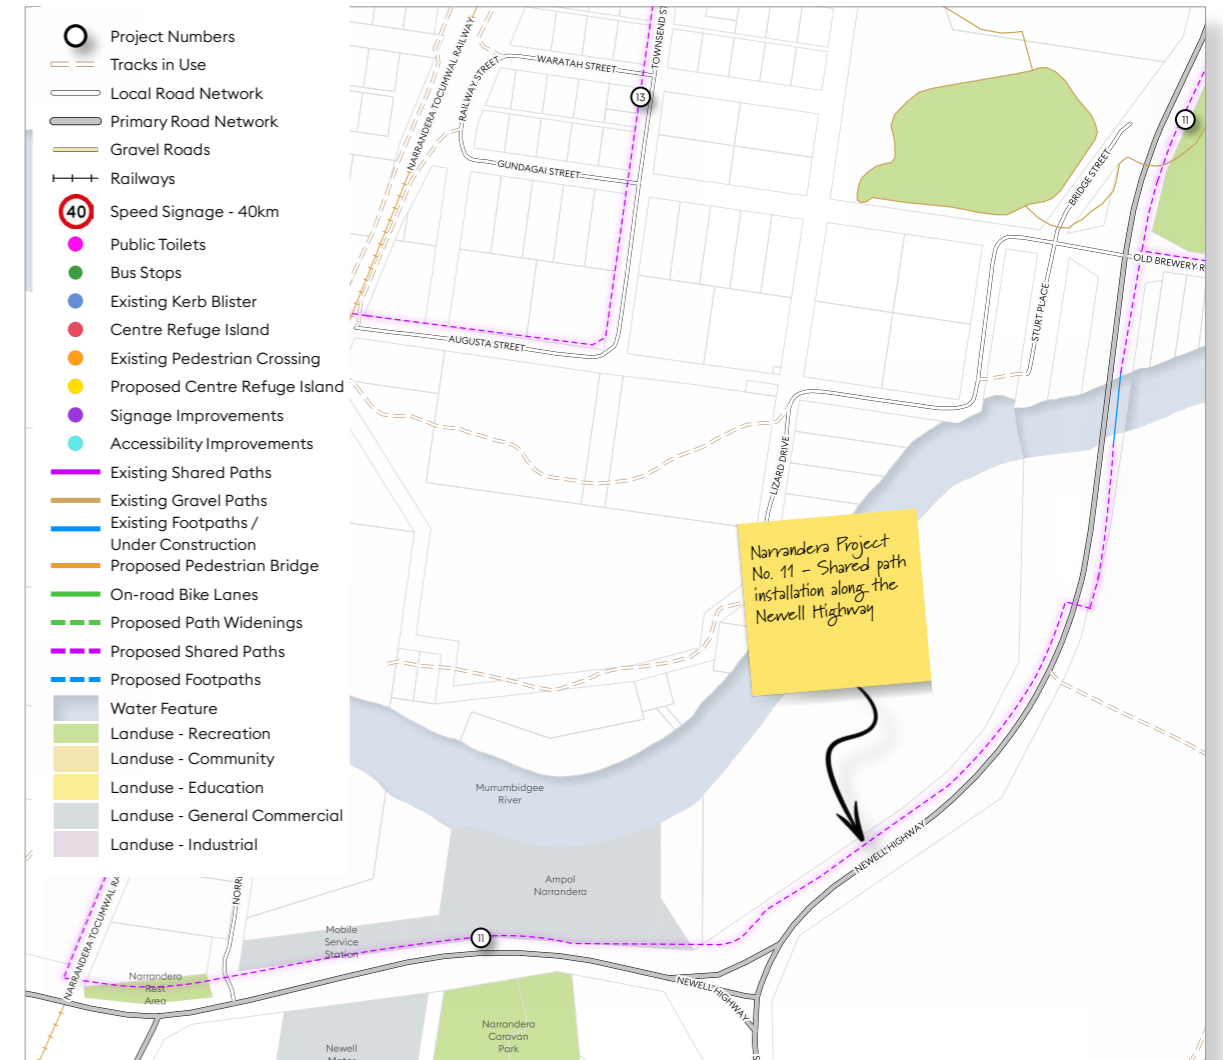 Project Numbers
Tracks in Use
Local Road Network
Primary Road Network
Gravel Roads
Railways
40
Speed Signage - 40km
Public Toilets
Bus Stops
Existing Kerb Blister
Centre Refuge Island
Existing Pedestrian Crossing
Proposed Centre Refuge Island
Signage Improvements
Accessibility Improvements
Existing Shared Paths
Existing Gravel Paths
Existing Footpaths /
Under Construction
Proposed Pedestrian Bridge
On-road Bike Lanes
Proposed Path Widenings
Proposed Shared Paths
Proposed Footpaths
Water Feature
Landuse - Recreation
Landuse - Community
Landuse - Education
Landuse - General Commercial
Landuse - Industrial
NARRANDERA TOCUMWAL RAILWAY
RAILWAY STREET
WARATAH STREET
TOWNSEND S
13
GUNDAGAI STREET
AUGUSTA STREET
11
BRIDGE STREET
OLD BREWERY R
STURT PLACE
LIZARD DRIVE
Narrandera Project
No. 11 – Shared path
installation along the
Newell Highway
Murrumbidgee
River
NEWELL HIGHWAY
Ampol
Narrandera
Mobile
Service
Station
11
NARRANDERA TOCUMWAL RA
NORRI
Narrandera
Rest
Area
NEWELL HIGHWAY
Narrandera
Caravan
Park
Newell